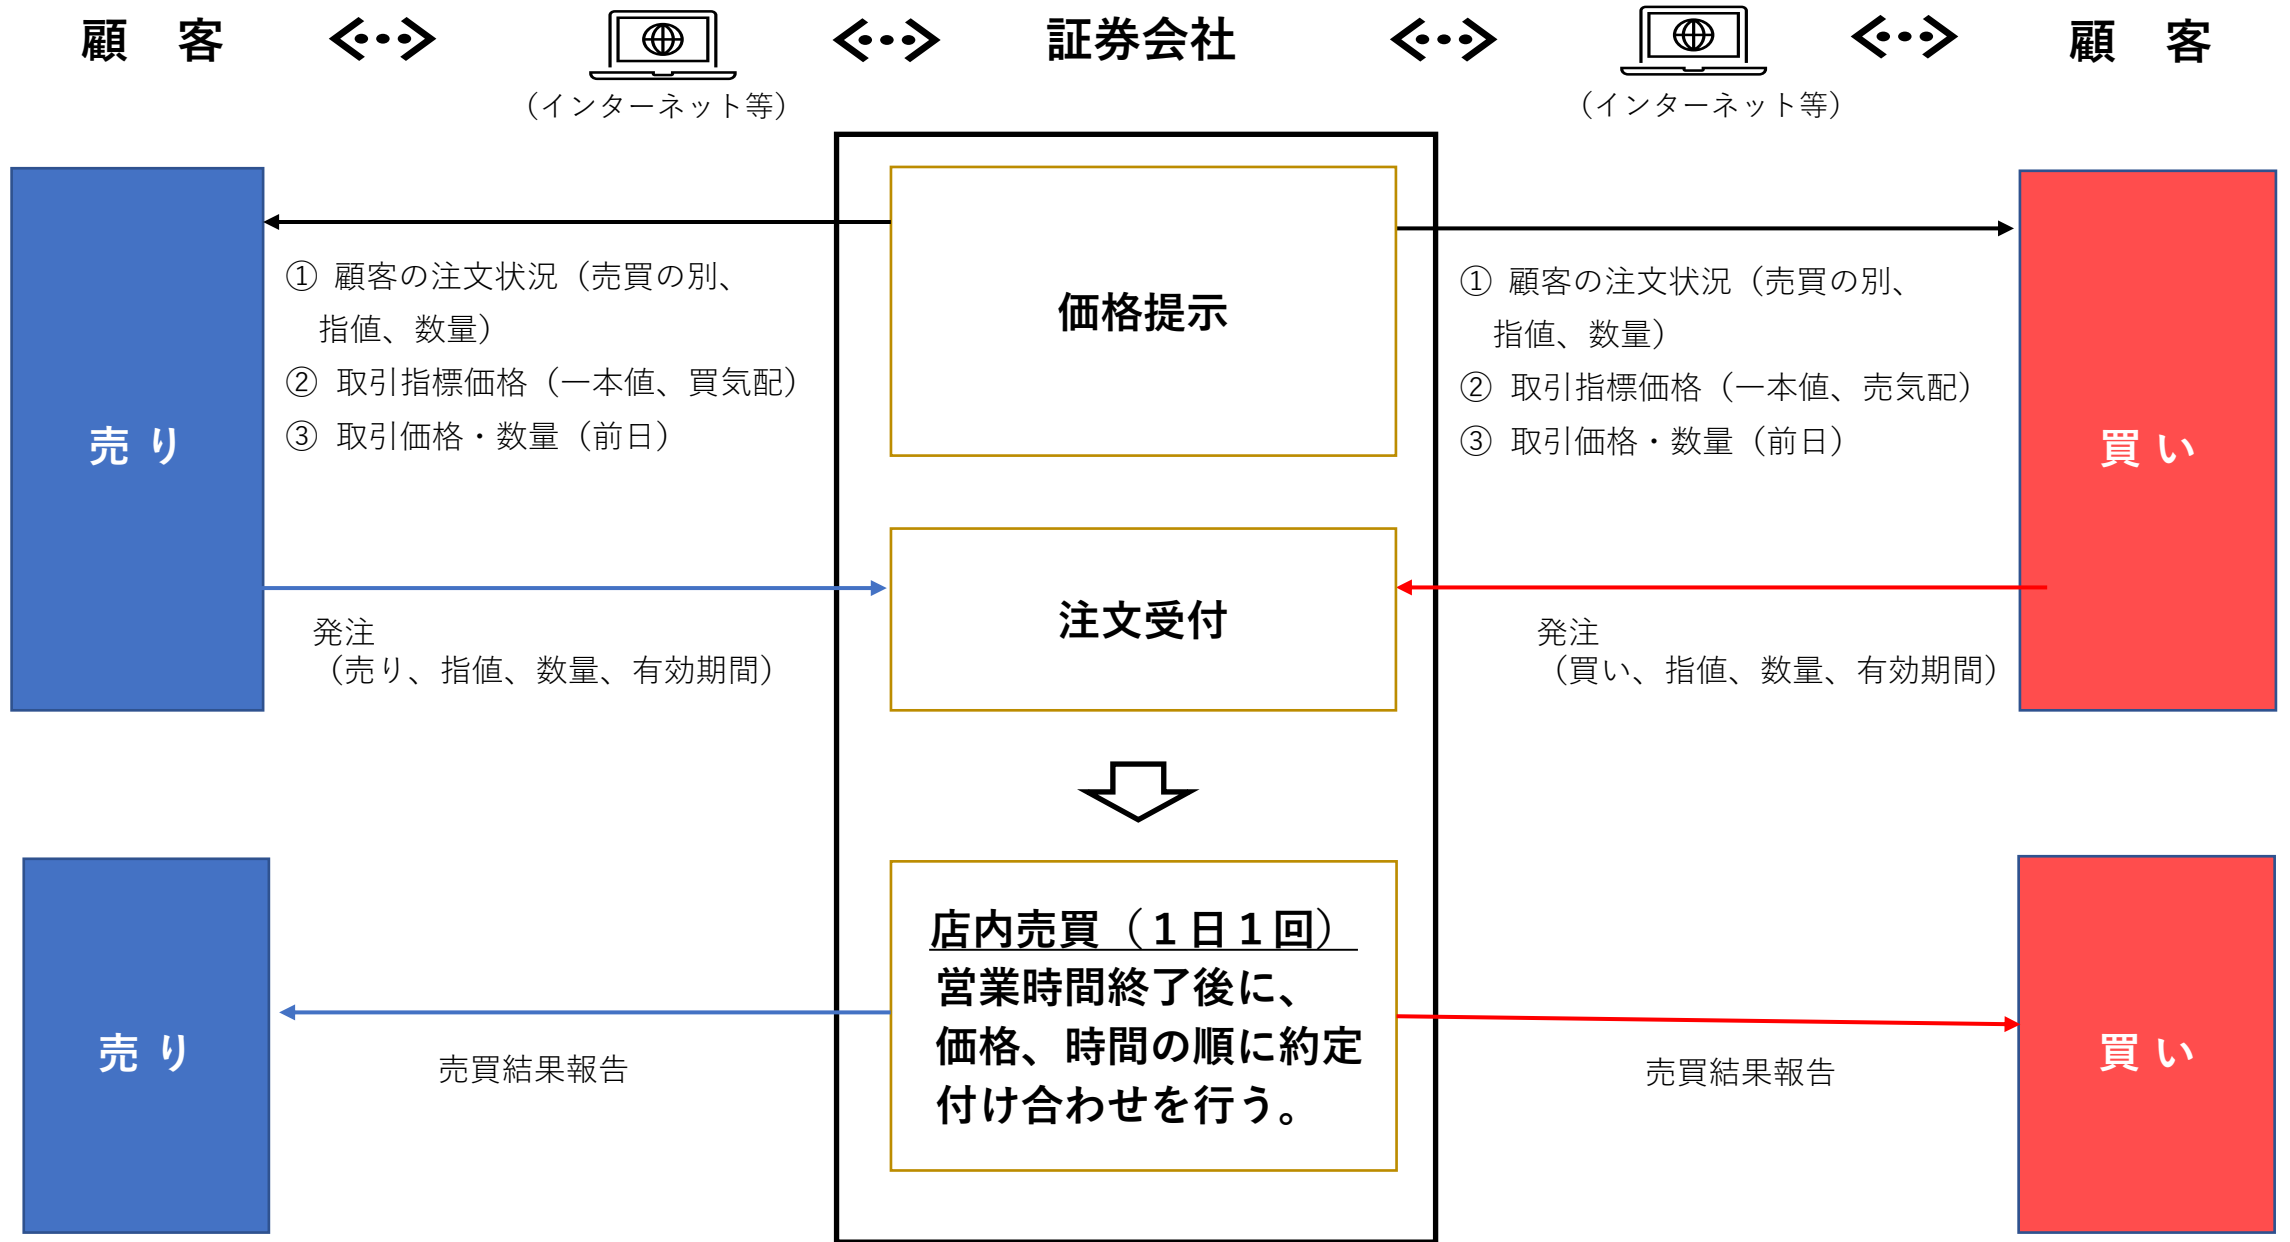 顧　客
証券会社
顧　客
（インターネット等）
（インターネット等）
価格提示
① 顧客の注文状況（売買の別、
指値、数量）
② 取引指標価格（一本値、買気配）
③ 取引価格・数量（前日）
① 顧客の注文状況（売買の別、
指値、数量）
② 取引指標価格（一本値、売気配）
③ 取引価格・数量（前日）
売 り
買 い
注文受付
発注
（売り、指値、数量、有効期間）
発注
（買い、指値、数量、有効期間）
店内売買（１日１回）
営業時間終了後に、
価格、時間の順に約定
付け合わせを行う。
売 り
売買結果報告
売買結果報告
買 い